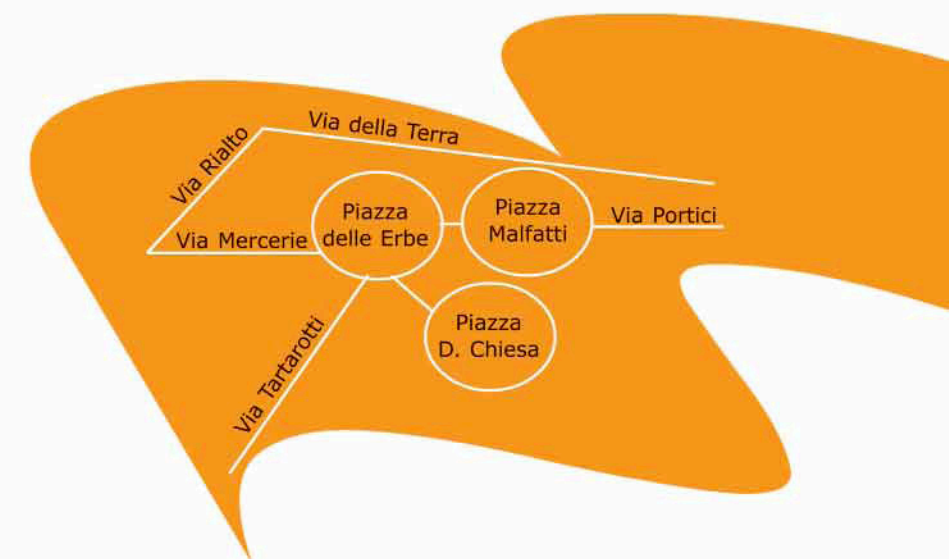 Via della Terra
Via Rialto
Piazza
delle Erbe
Piazza
Malfatti
Via Portici
Via Mercerie
Piazza
D. Chiesa
Via Tartarotti